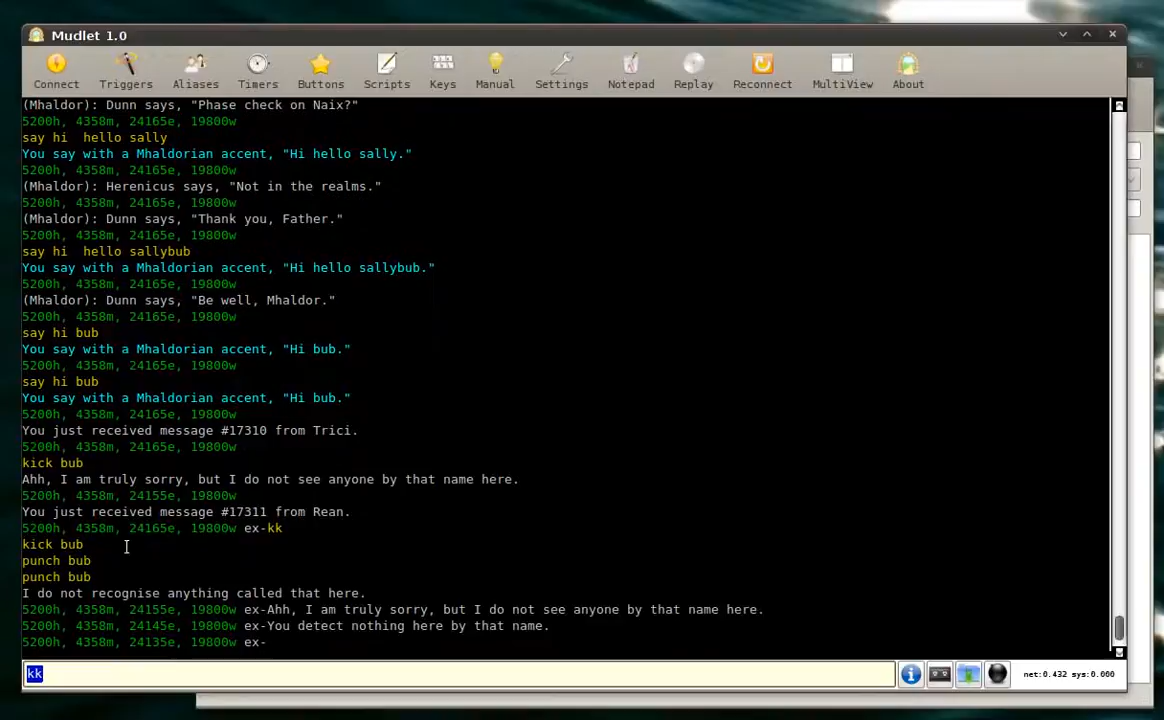 Mudlet 1.0
Connect Triggers Aliases Timers Buttons Scripts Keys Manual Settings Notepad Replay Reconnect MultiView About
(Mhaldor): Dunn says, "Phase check on Naix?"
5200h, 4358m, 24165e, 19800w
say hi  hello sally
You say with a Mhaldorian accent, "Hi hello sally."
5200h, 4358m, 24165e, 19800w
(Mhaldor): Herenicus says, "Not in the realms."
5200h, 4358m, 24165e, 19800w
(Mhaldor): Dunn says, "Thank you, Father."
5200h, 4358m, 24165e, 19800w
say hi  hello sallybub
You say with a Mhaldorian accent, "Hi hello sallybub."
5200h, 4358m, 24165e, 19800w
(Mhaldor): Dunn says, "Be well, Mhaldor."
5200h, 4358m, 24165e, 19800w
say hi bub
You say with a Mhaldorian accent, "Hi bub."
5200h, 4358m, 24165e, 19800w
say hi bub
You say with a Mhaldorian accent, "Hi bub."
5200h, 4358m, 24165e, 19800w
You just received message #17310 from Trici.
5200h, 4358m, 24165e, 19800w
kick bub
Ahh, I am truly sorry, but I do not see anyone by that name here.
5200h, 4358m, 24155e, 19800w
You just received message #17311 from Rean.
5200h, 4358m, 24165e, 19800w ex-kk
kick bub
punch bub
punch bub
I do not recognise anything called that here.
5200h, 4358m, 24155e, 19800w ex-Ahh, I am truly sorry, but I do not see anyone by that name here.
5200h, 4358m, 24145e, 19800w ex-You detect nothing here by that name.
5200h, 4358m, 24135e, 19800w ex-
kk
net:0.432 sys:0.000